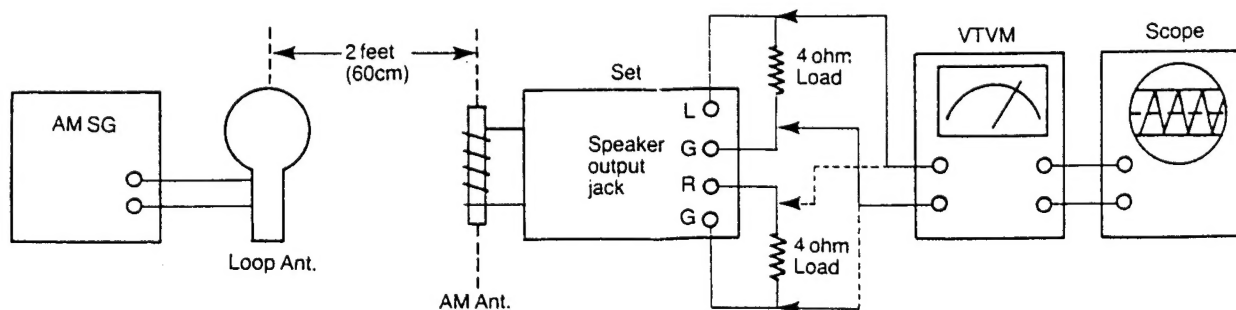 AM SG
Loop Ant.
2 feet
(60cm)
AM Ant.
Set
Speaker
output
jack
L
G
R
G
4 ohm
Load
4 ohm
Load
VTVM
Scope